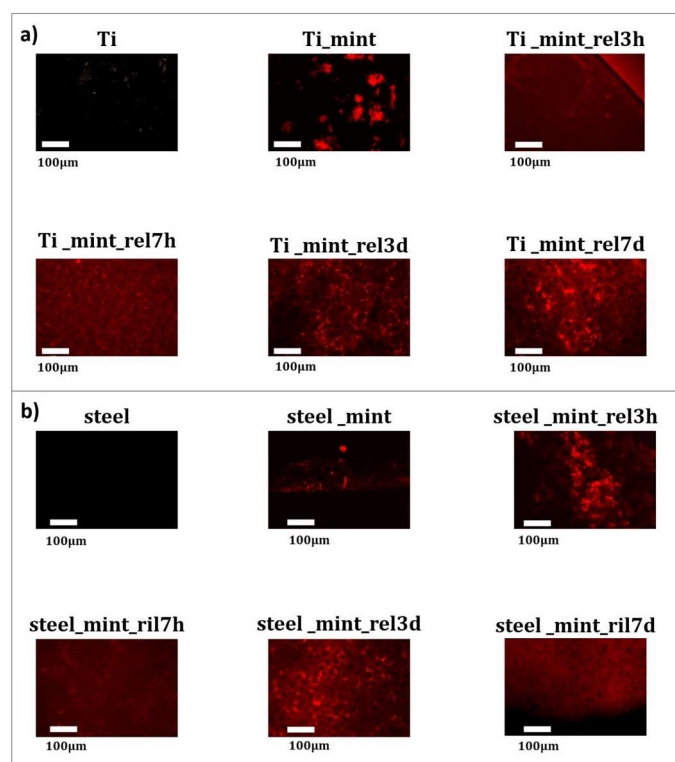 a)
Ti
Ti_mint
Ti _mint_rel3h
100µm
100µm
100µm
Ti _mint_rel7h
Ti _mint_rel3d
Ti _mint_rel7d
100µm
100µm
100µm
b)
steel
steel _mint
steel _mint_rel3h
100µm
100µm
100µm
steel_mint_ril7h
steel _mint_rel3d
steel _mint_ril7d
100µm
100µm
100µm